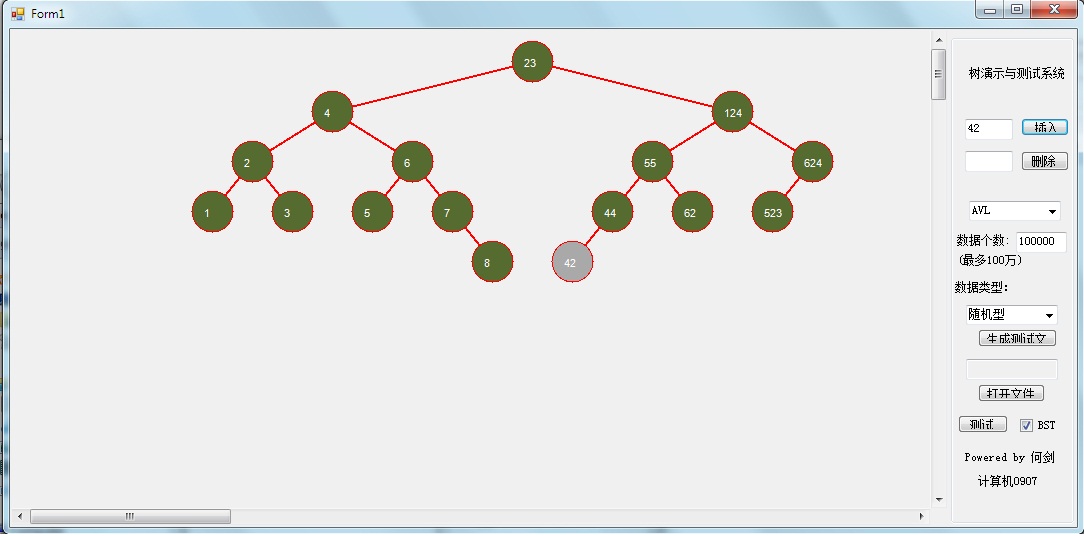 Form1
23
4
124
2
6
55
624
1
3
5
7
44
62
523
8
42
树演示与测试系统
42
插入
删除
AVL
数据个数:
100000
(最多100万)
数据类型:
随机型
生成测试文
打开文件
测试
BST
Powered by 何剑
计算机0907